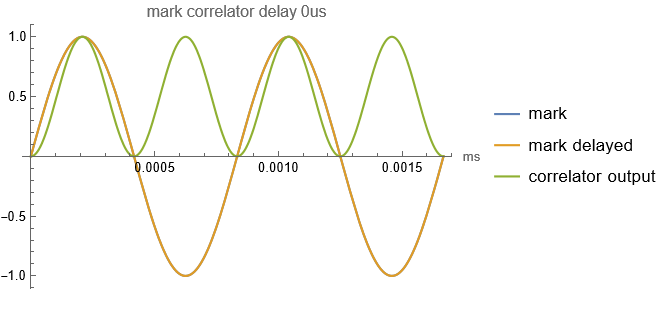 mark correlator delay 0us
1.0
0.5
−0.5
−1.0
0.0005 0.0010 0.0015 ms
mark
mark delayed
correlator output